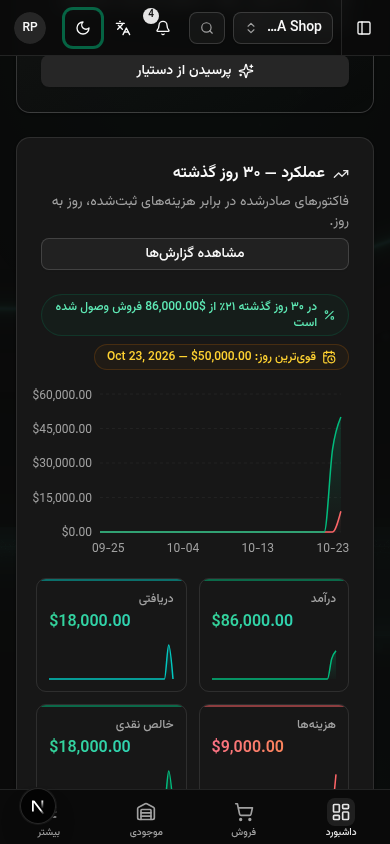 RP
4
A Shop...
پرسیدن از دستیار
عملکرد — ۳۰ روز گذشته
فاکتورهای صادرشده در برابر هزینه‌های ثبت‌شده، روز به
روز.
مشاهده گزارش‌ها
در ۳۰ روز گذشته ۲۱٪ از $86,000.00 فروش وصول شده
است
قوی‌ترین روز: Oct 23, 2026 — $50,000.00
$60,000.00
$45,000.00
$30,000.00
$15,000.00
$0.00
09-25 10-04 10-13 10-23
درآمد
$86,000.00
دریافتی
$18,000.00
هزینه‌ها
$9,000.00
خالص نقدی
$18,000.00
داشبورد
فروش
موجودی
بیشتر
N